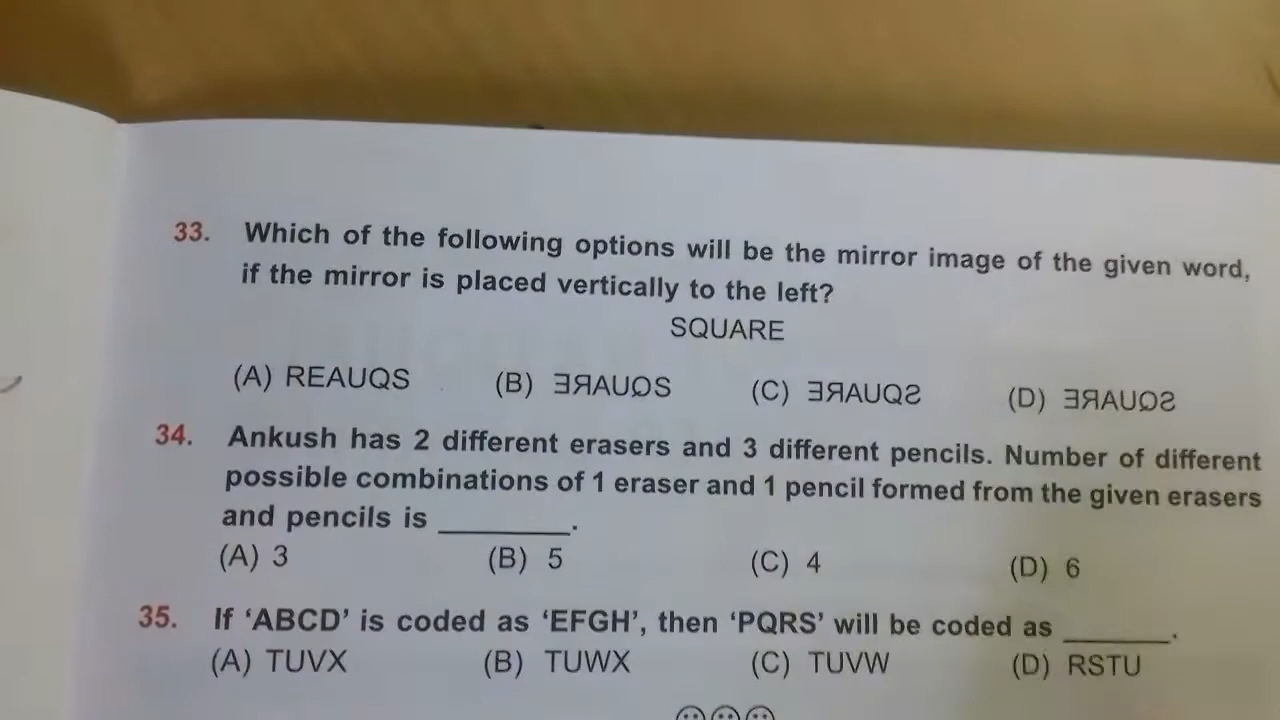 33. Which of the following options will be the mirror image of the given word,
if the mirror is placed vertically to the left?
SQUARE
(A) REAUQS (B) ƎЯAUϘS (C) ƎЯAUQƧ (D) ƎЯAUϘƧ
34. Ankush has 2 different erasers and 3 different pencils. Number of different
possible combinations of 1 eraser and 1 pencil formed from the given erasers
and pencils is ________.
(A) 3 (B) 5 (C) 4 (D) 6
35. If ‘ABCD’ is coded as ‘EFGH’, then ‘PQRS’ will be coded as _______.
(A) TUVX (B) TUWX (C) TUVW (D) RSTU